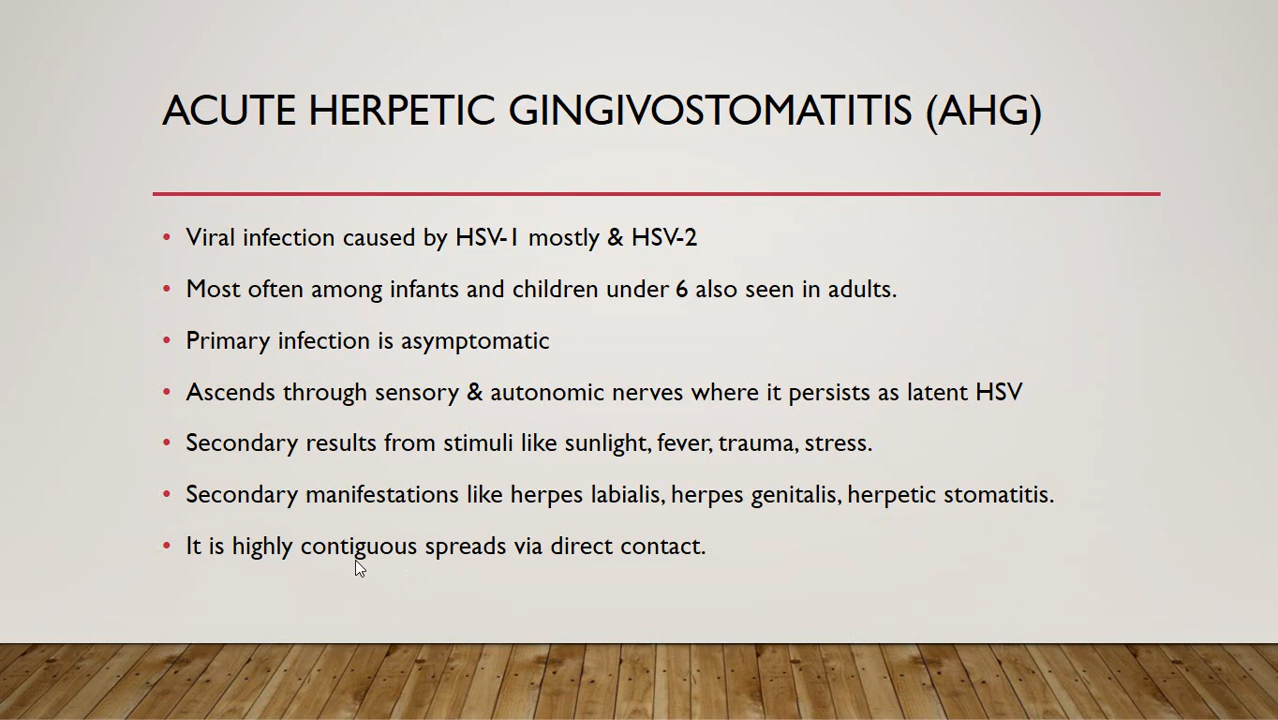 ACUTE HERPETIC GINGIVOSTOMATITIS (AHG)
• Viral infection caused by HSV-1 mostly & HSV-2
• Most often among infants and children under 6 also seen in adults.
• Primary infection is asymptomatic
• Ascends through sensory & autonomic nerves where it persists as latent HSV
• Secondary results from stimuli like sunlight, fever, trauma, stress.
• Secondary manifestations like herpes labialis, herpes genitalis, herpetic stomatitis.
• It is highly contiguous spreads via direct contact.